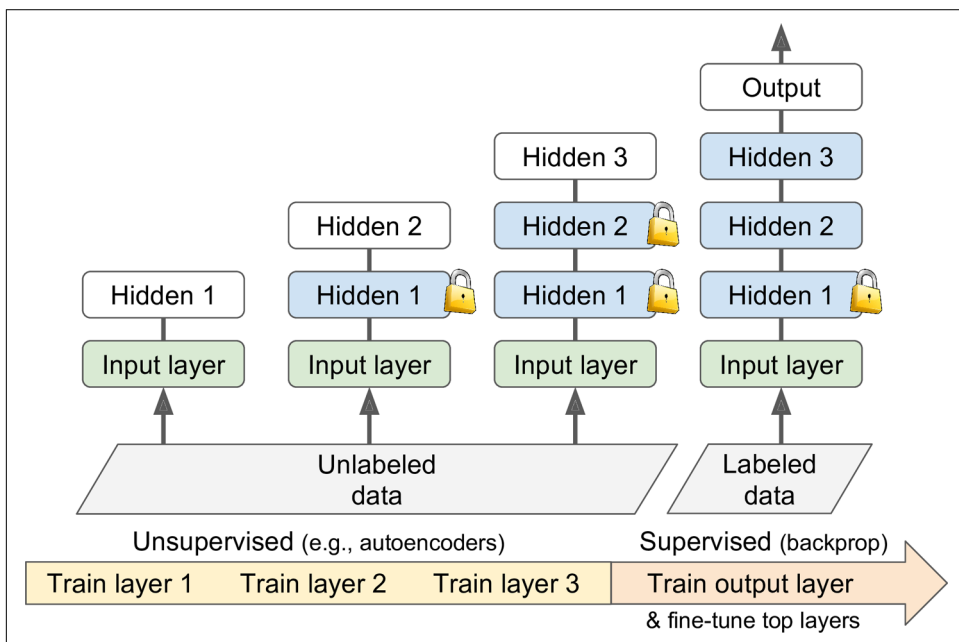 Output
Hidden 3
Hidden 3
Hidden 2
Hidden 2
Hidden 2
Hidden 1
Hidden 1
Hidden 1
Hidden 1
Input layer
Input layer
Input layer
Input layer
Unlabeled
data
Labeled
data
Unsupervised (e.g., autoencoders)
Supervised (backprop)
Train layer 1
Train layer 2
Train layer 3
Train output layer
& fine-tune top layers